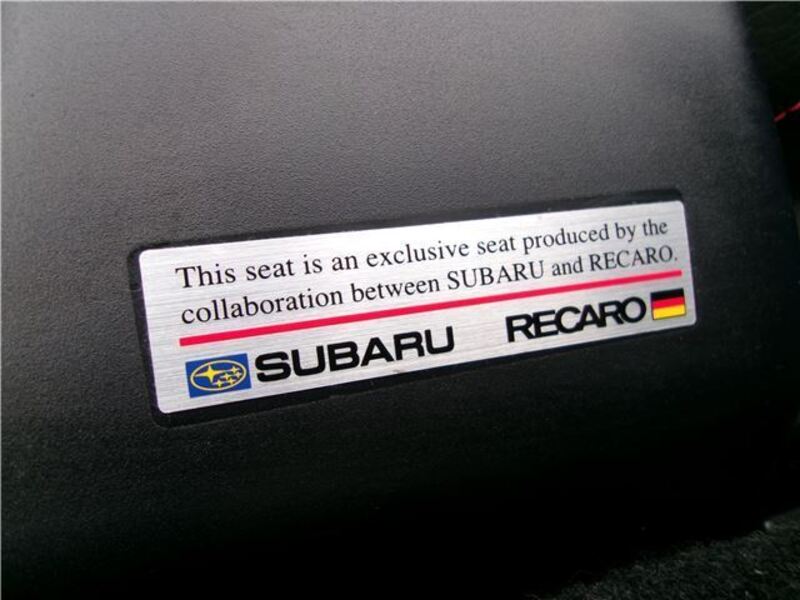 This seat is an exclusive seat produced by the
collaboration between SUBARU and RECARO.
SUBARU RECARO